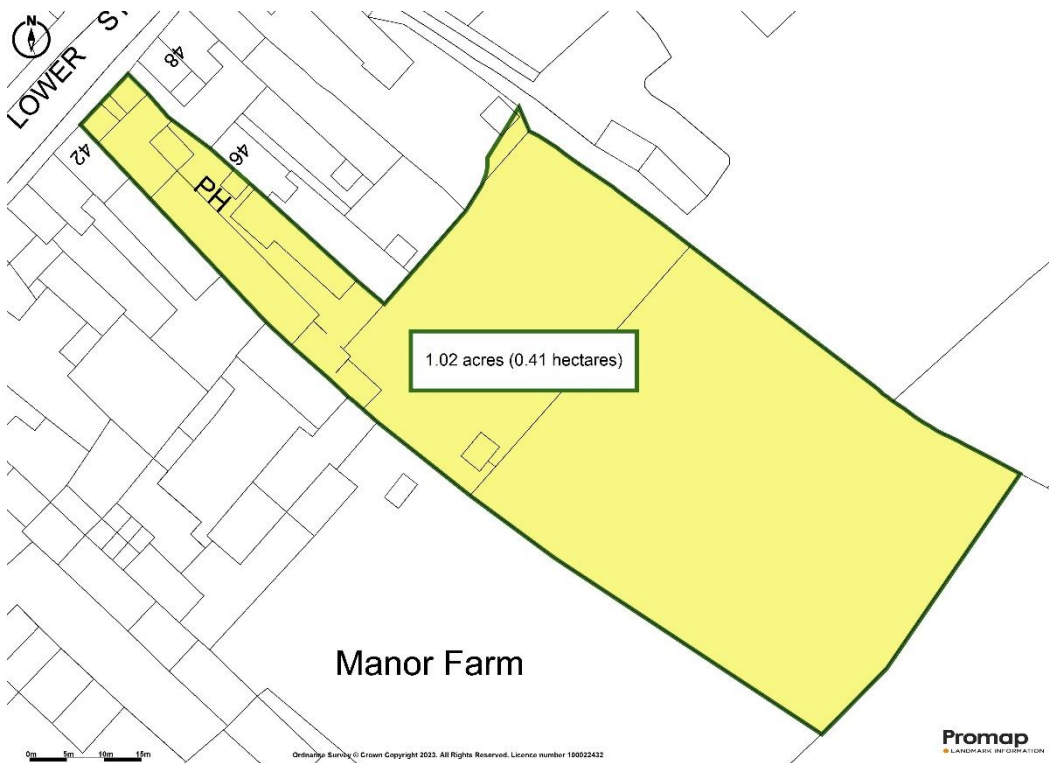 N
LOWER ST
48
42
46
PH
1.02 acres (0.41 hectares)
Manor Farm
0m 5m 10m 15m
Ordnance Survey © Crown Copyright 2023. All Rights Reserved. Licence number 100022432
Promap
LANDMARK INFORMATION